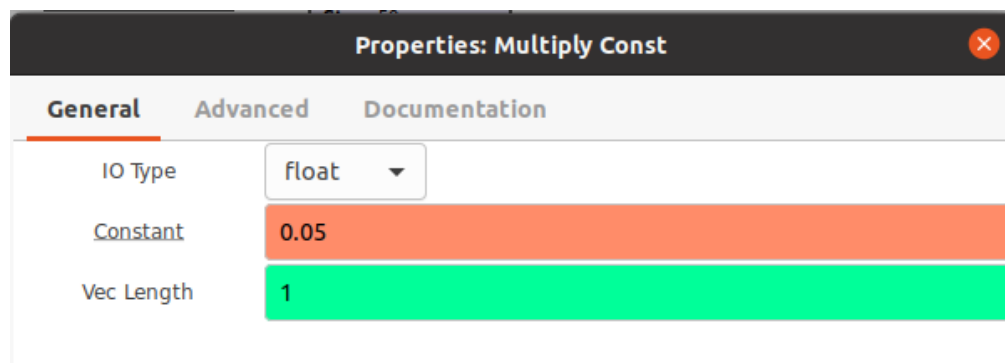 Properties: Multiply Const
General Advanced Documentation
IO Type float
Constant 0.05
Vec Length 1